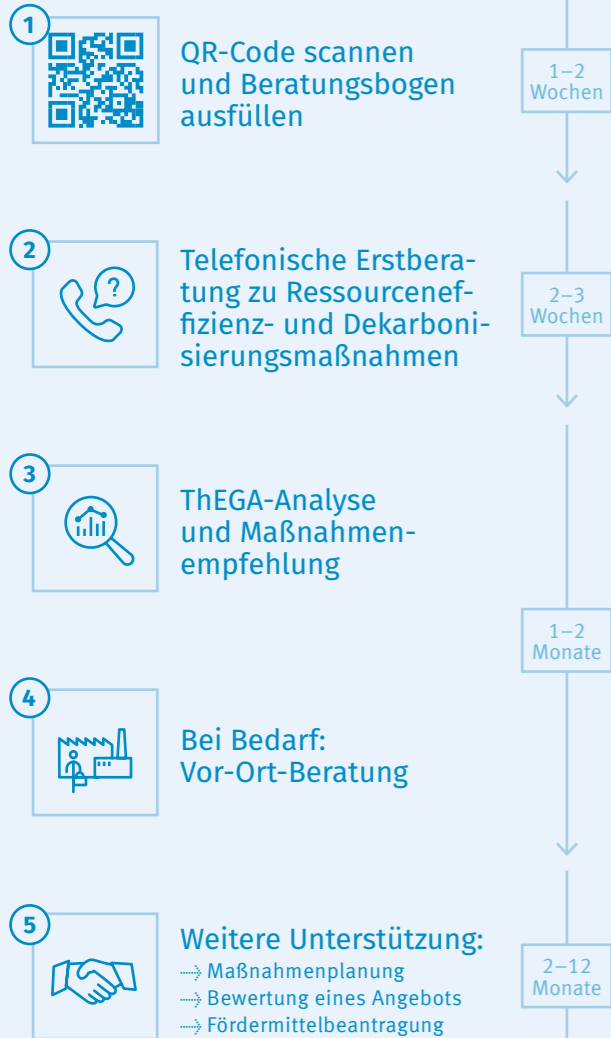 1
QR-Code scannen
und Beratungsbogen
ausfüllen
1–2
Wochen
2
?
Telefonische Erstbera-
tung zu Ressourcenef-
fizienz- und Dekarboni-
sierungsmaßnahmen
2–3
Wochen
3
ThEGA-Analyse
und Maßnahmen-
empfehlung
1–2
Monate
4
Bei Bedarf:
Vor-Ort-Beratung
5
Weitere Unterstützung:
Maßnahmenplanung
Bewertung eines Angebots
Fördermittelbeantragung
2–12
Monate